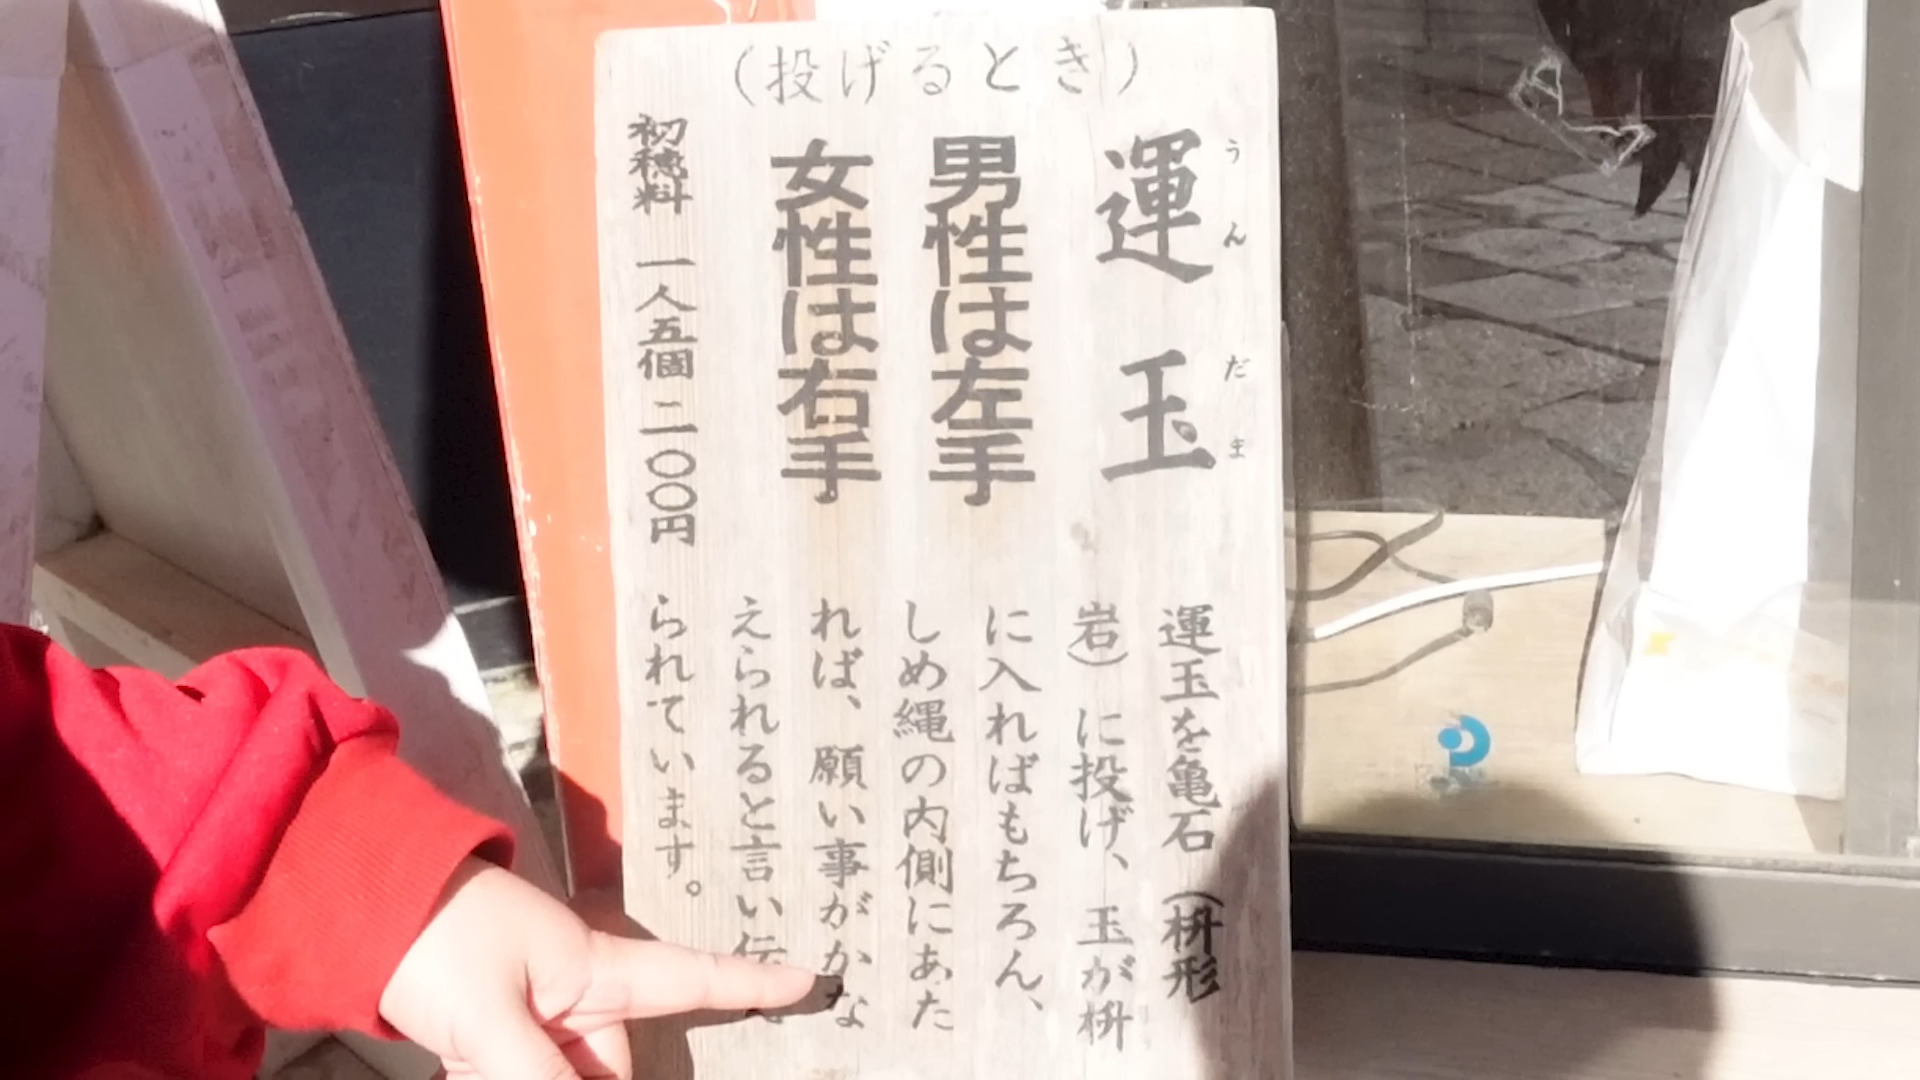 (投げるとき)
運玉
うんだま
男性は左手
女性は右手
初穂料 一人五個 二〇〇円
運玉を亀石(枡形
岩)に投げ、玉が枡
に入ればもちろん、
しめ縄の内側にあた
れば、願い事がかな
えられると言い伝え
られています。